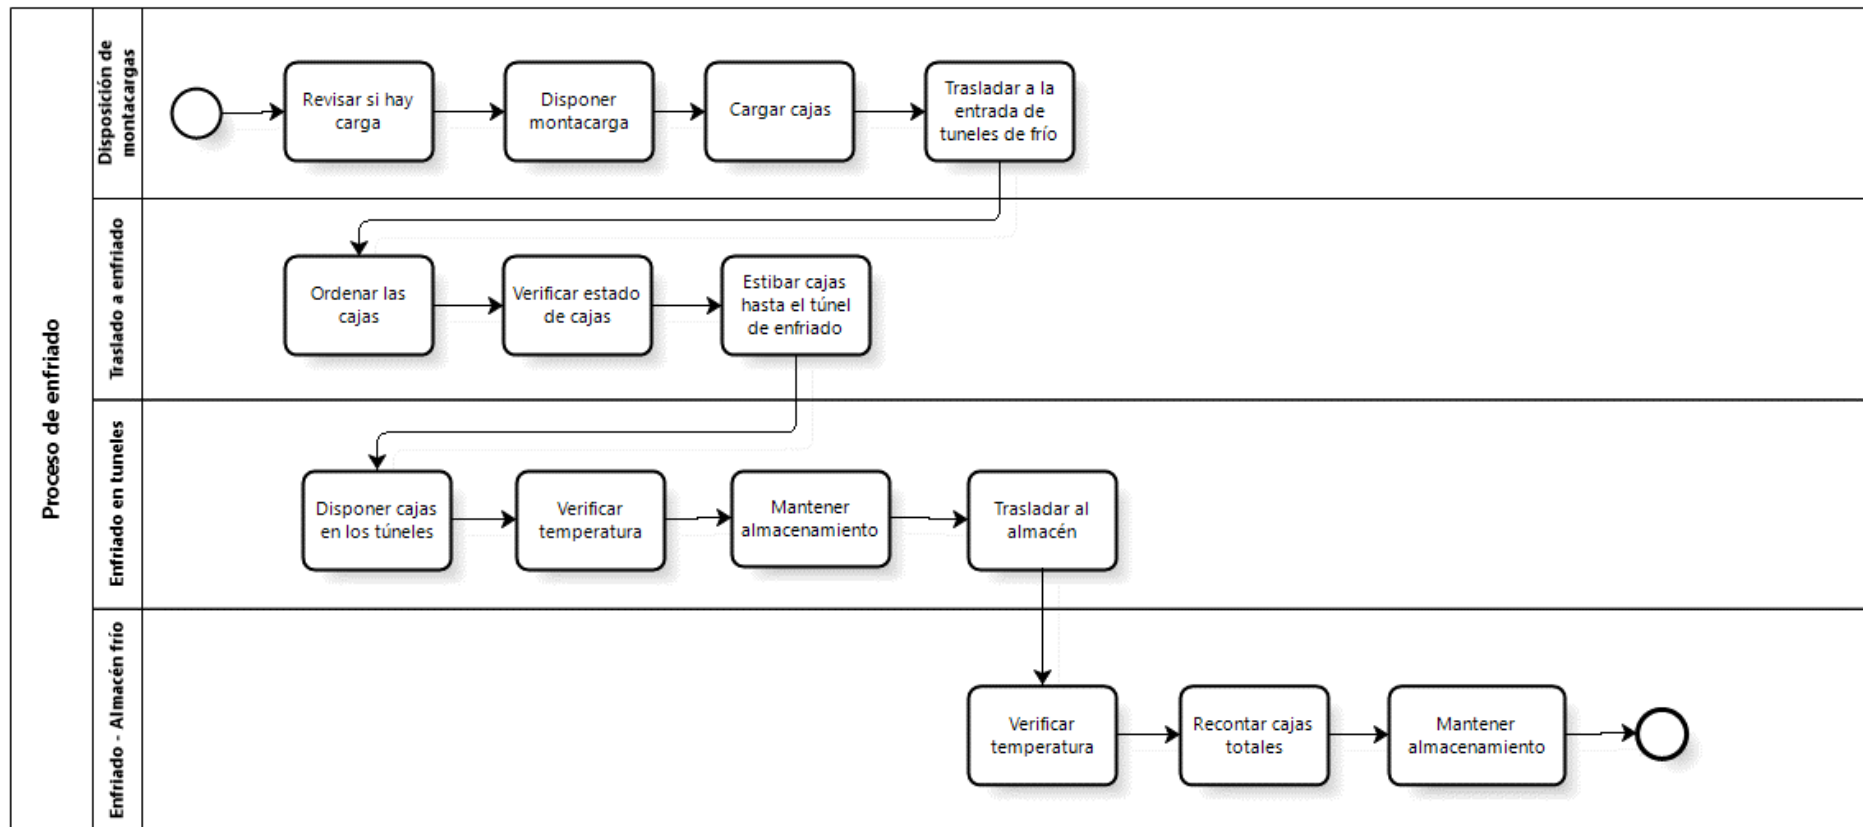 Proceso de enfriado
Disposición de
montacargas
Revisar si hay
carga
Disponer
montacarga
Cargar cajas
Trasladar a la
entrada de
tuneles de frío
Traslado a enfriado
Ordenar las
cajas
Verificar estado
de cajas
Estibar cajas
hasta el túnel
de enfriado
Enfriado en tuneles
Disponer cajas
en los túneles
Verificar
temperatura
Mantener
almacenamiento
Trasladar al
almacén
Enfriado - Almacén frío
Verificar
temperatura
Recontar cajas
totales
Mantener
almacenamiento